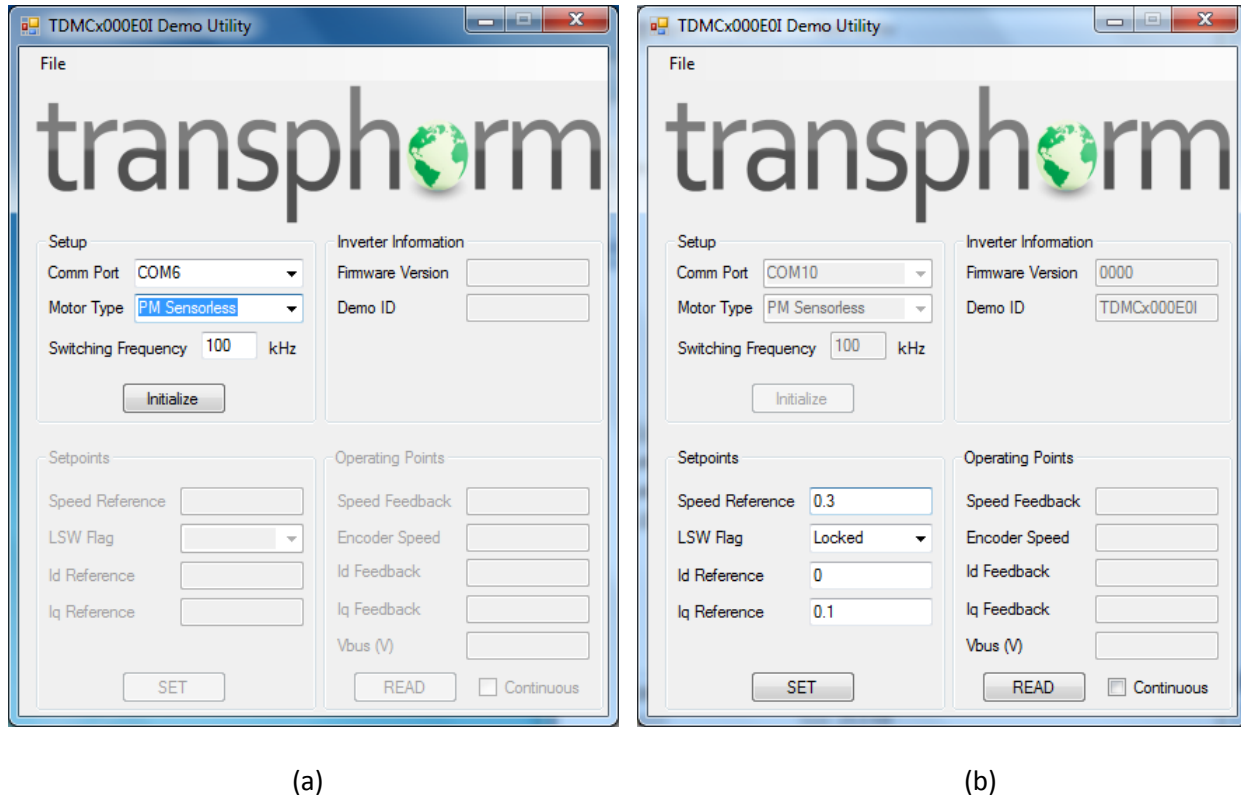 TDMCx000E0I Demo Utility
File
transphorm
Setup
Comm Port COM6
Motor Type PM Sensorless
Switching Frequency 100 kHz
Initialize
Inverter Information
Firmware Version
Demo ID
Setpoints
Speed Reference
LSW Flag
Id Reference
Iq Reference
SET
Operating Points
Speed Feedback
Encoder Speed
Id Feedback
Iq Feedback
Vbus (V)
READ Continuous
(a)
TDMCx000E0I Demo Utility
File
transphorm
Setup
Comm Port COM10
Motor Type PM Sensorless
Switching Frequency 100 kHz
Initialize
Inverter Information
Firmware Version 0000
Demo ID TDMCx000E0I
Setpoints
Speed Reference 0.3
LSW Flag Locked
Id Reference 0
Iq Reference 0.1
SET
Operating Points
Speed Feedback
Encoder Speed
Id Feedback
Iq Feedback
Vbus (V)
READ Continuous
(b)